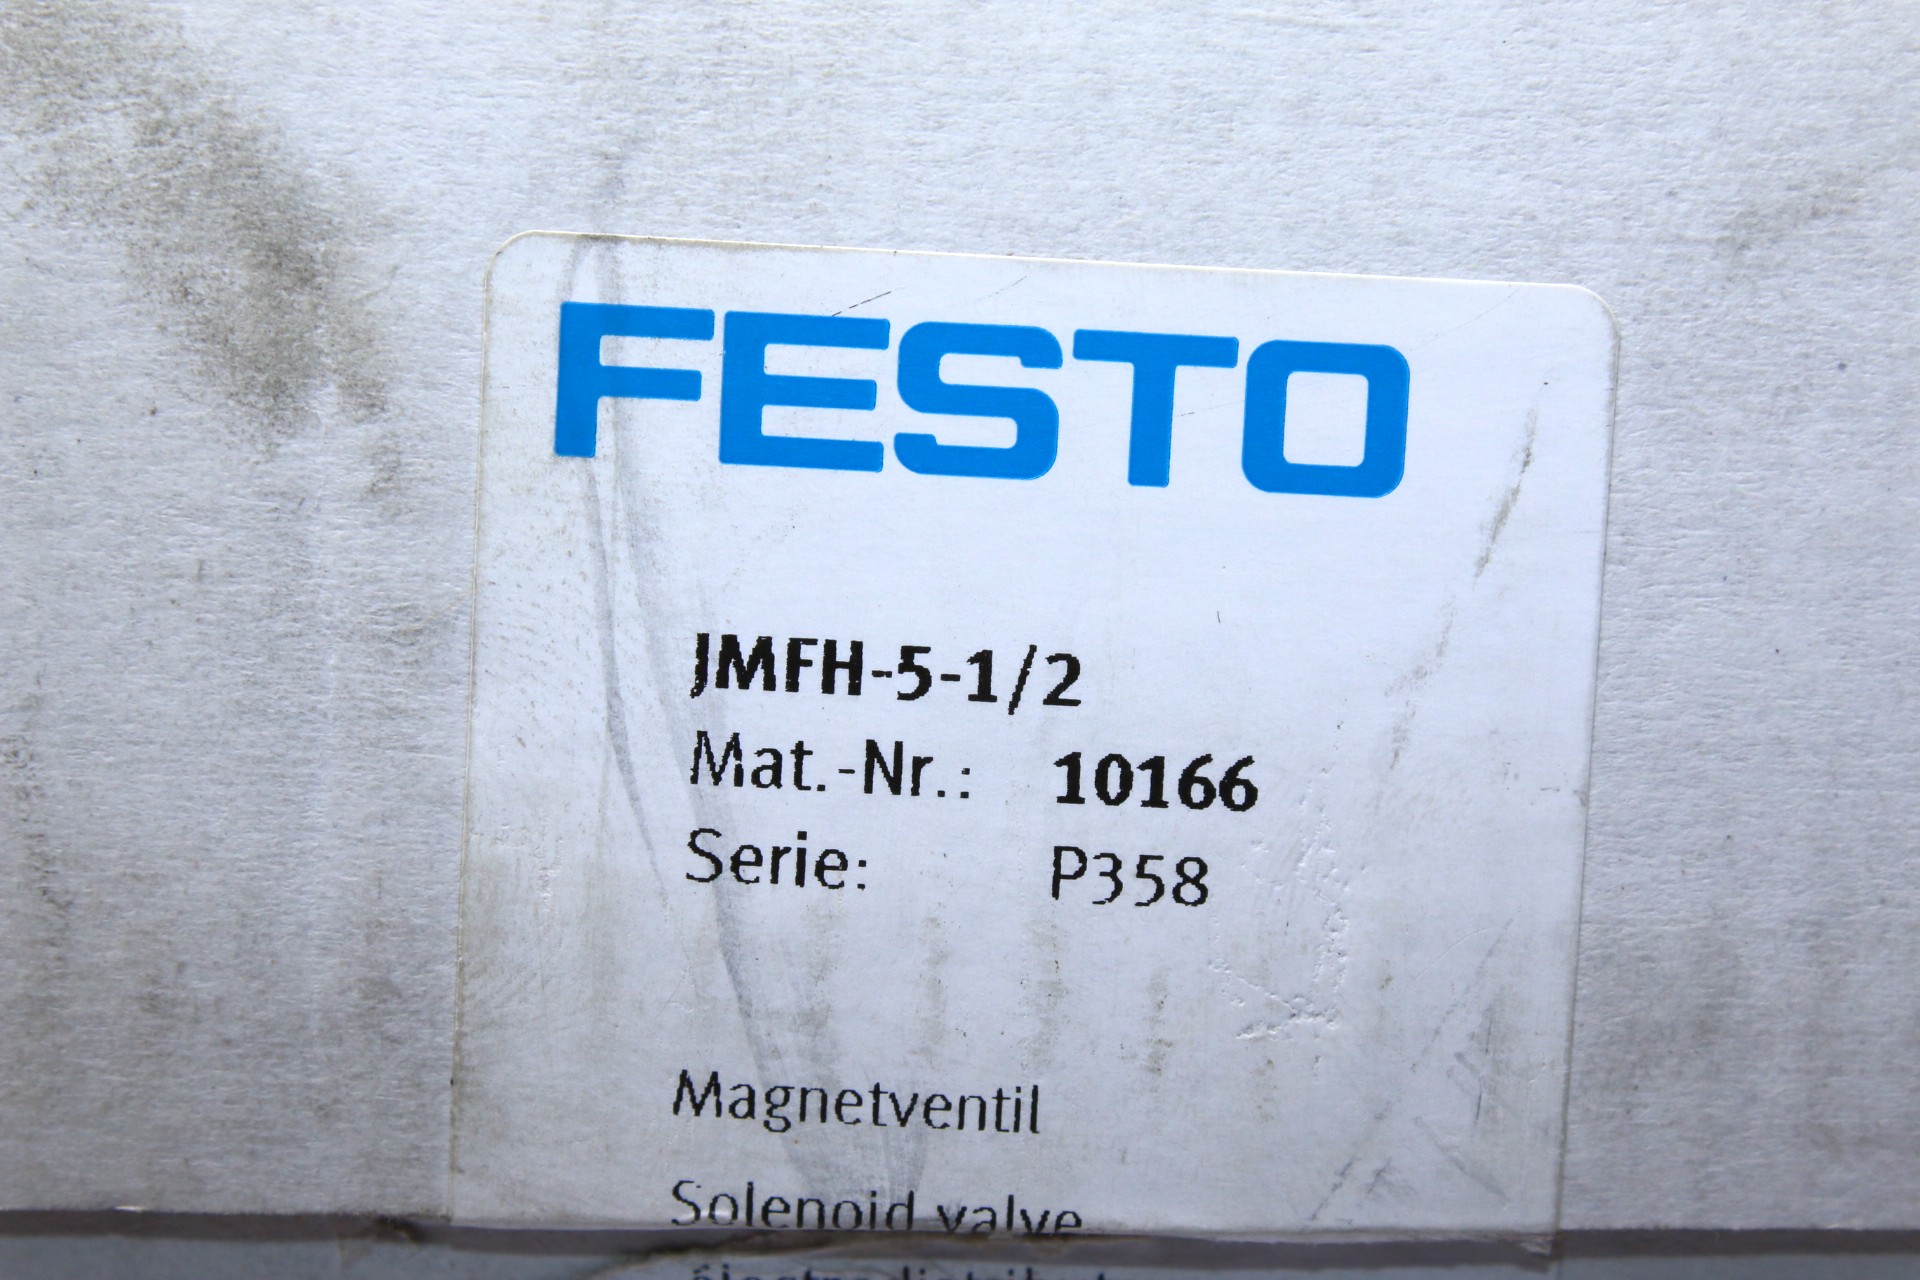 FESTO
JMFH-5-1/2
Mat.-Nr.: 10166
Serie: P358
Magnetventil
Solenoid valve